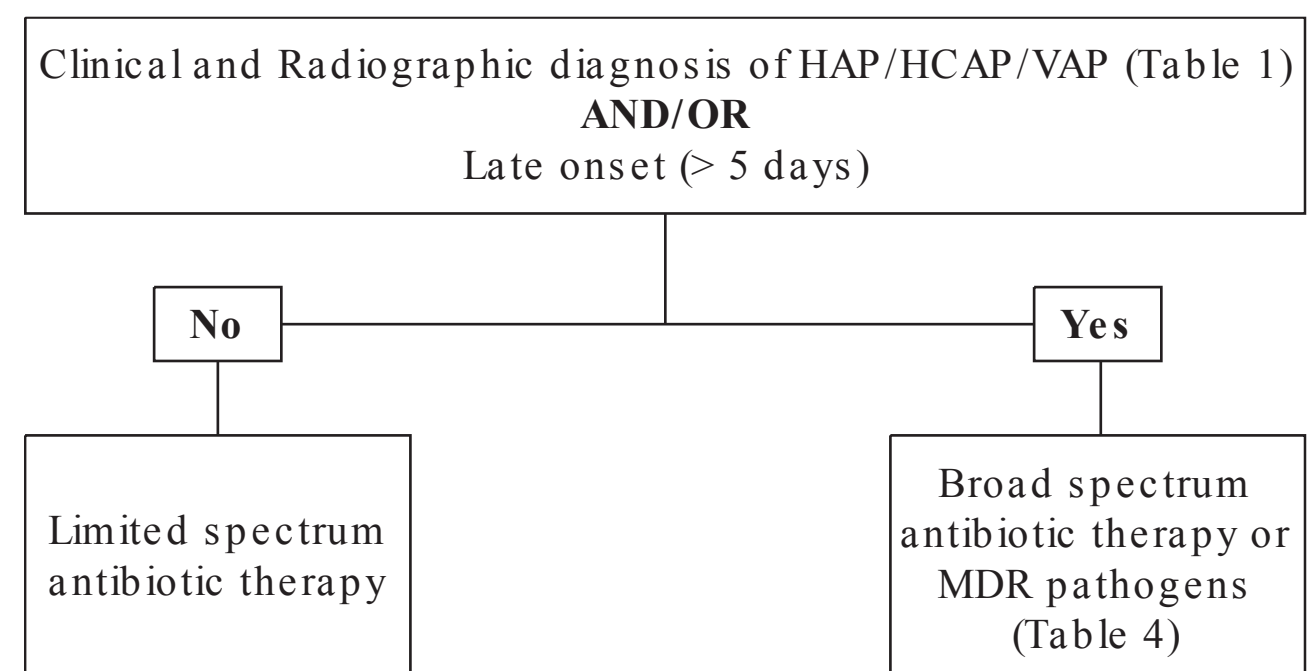 Clinical and Radiographic diagnosis of HAP/HCAP/VAP (Table 1)
AND/OR
Late onset (> 5 days)
No
Yes
Limited spectrum
antibiotic therapy
Broad spectrum
antibiotic therapy or
MDR pathogens
(Table 4)